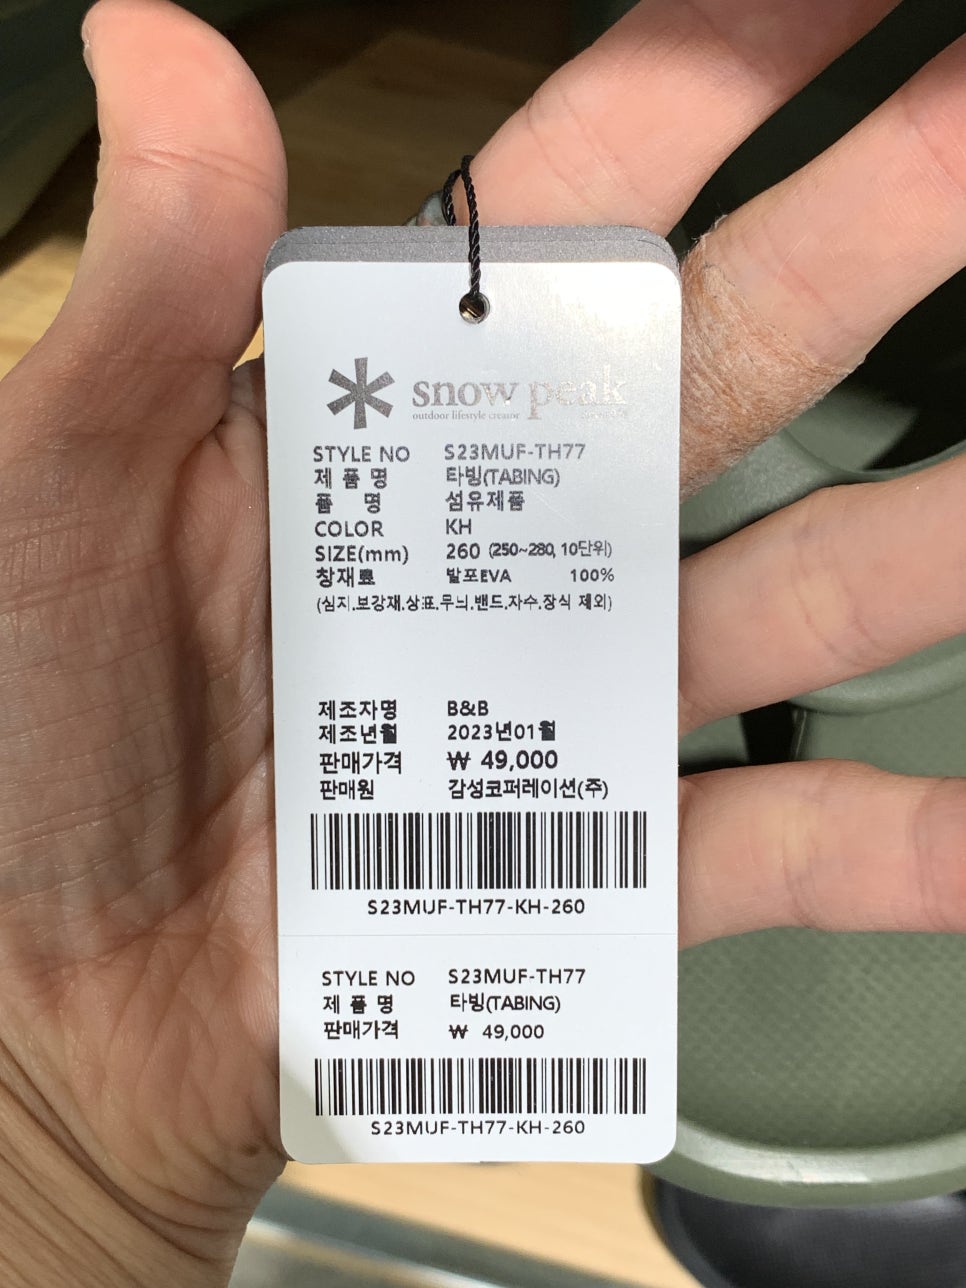 snow peak
outdoor lifestyle creator
STYLE NO S23MUF-TH77
제 품 명 타빙(TABING)
품 명 섬유제품
COLOR KH
SIZE(mm) 260 (250~280, 10단위)
창재료 발포EVA 100%
(심지.보강재.상표.무늬.밴드.자수.장식 제외)
제조자명 B&B
제조년월 2023년01월
판매가격 ₩ 49,000
판매원 감성코퍼레이션(주)
S23MUF-TH77-KH-260
STYLE NO S23MUF-TH77
제 품 명 타빙(TABING)
판매가격 ₩ 49,000
S23MUF-TH77-KH-260